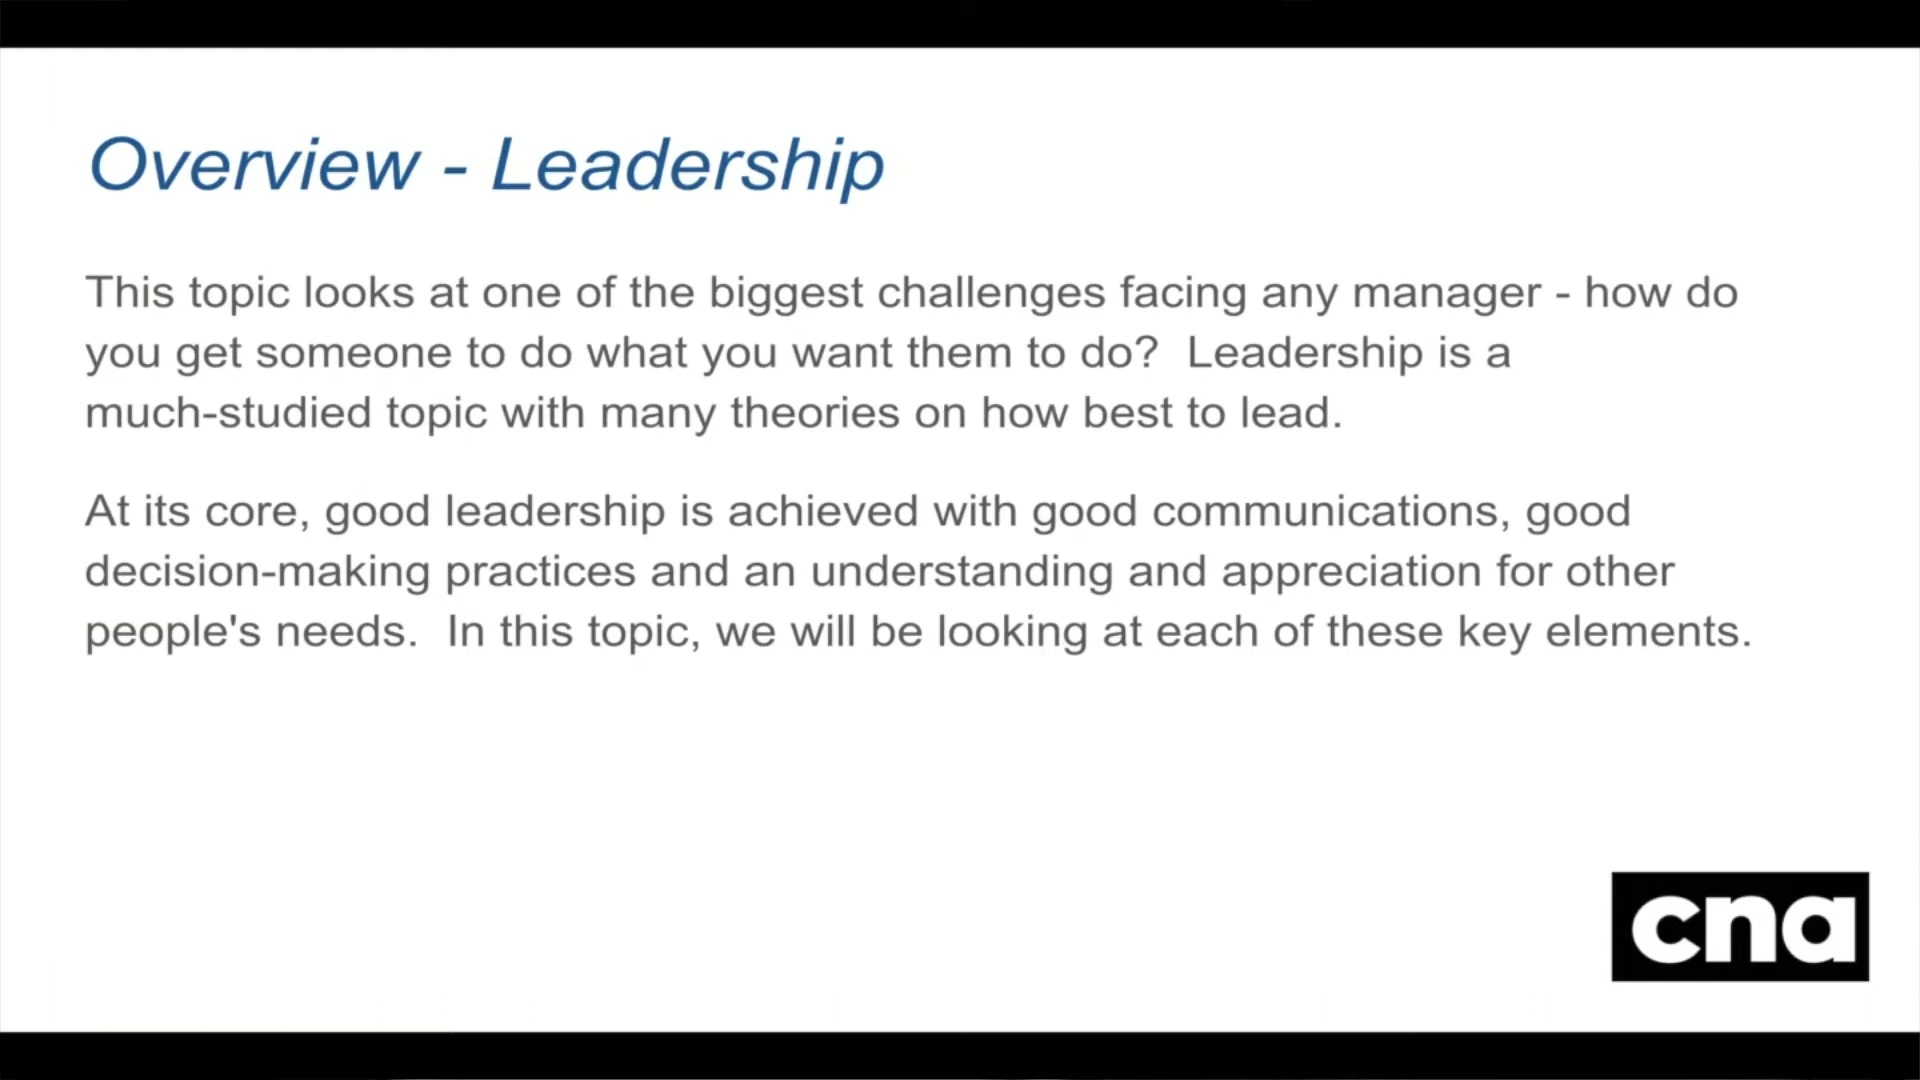 Overview - Leadership
This topic looks at one of the biggest challenges facing any manager - how do
you get someone to do what you want them to do?  Leadership is a
much-studied topic with many theories on how best to lead.
At its core, good leadership is achieved with good communications, good
decision-making practices and an understanding and appreciation for other
people's needs.  In this topic, we will be looking at each of these key elements.
cna